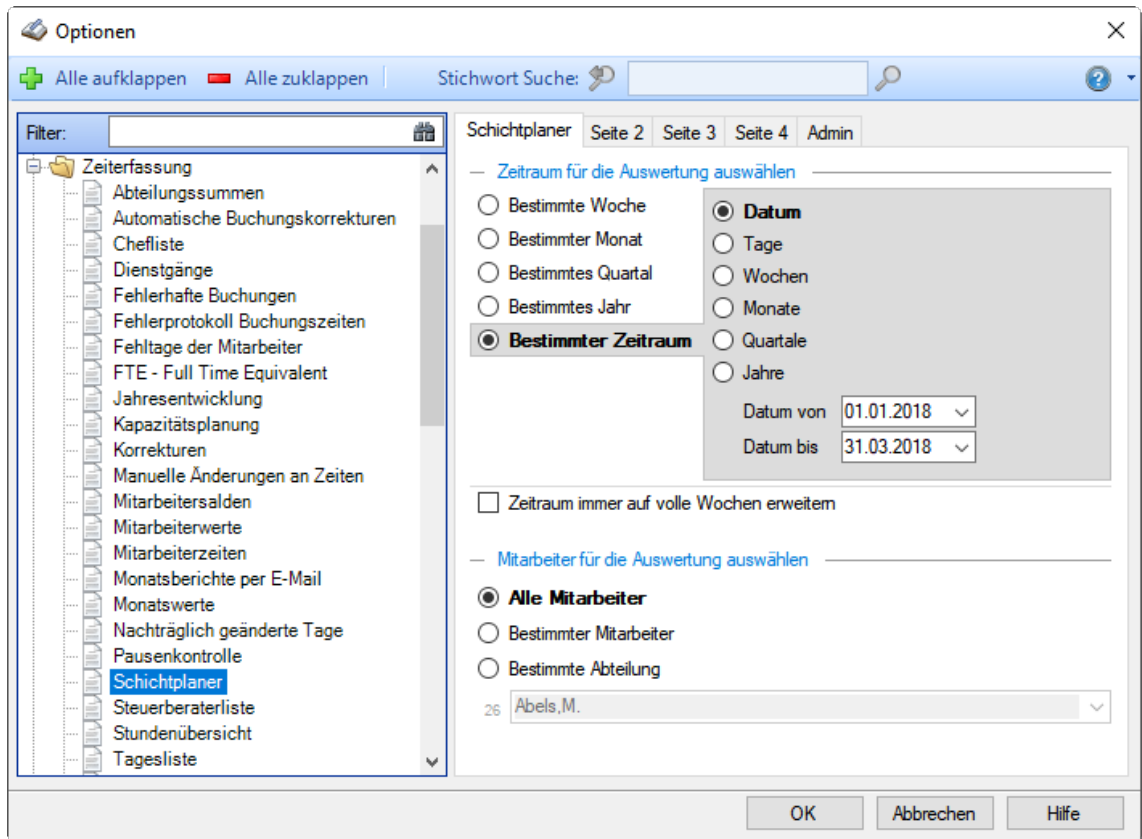 Optionen
Alle aufklappen Alle zuklappen Stichwort Suche:
Filter:
Zeiterfassung
Abteilungssummen
Automatische Buchungskorrekturen
Chefliste
Dienstgänge
Fehlerhafte Buchungen
Fehlerprotokoll Buchungszeiten
Fehltage der Mitarbeiter
FTE - Full Time Equivalent
Jahresentwicklung
Kapazitätsplanung
Korrekturen
Manuelle Änderungen an Zeiten
Mitarbeitersalden
Mitarbeiterwerte
Mitarbeiterzeiten
Monatsberichte per E-Mail
Monatswerte
Nachträglich geänderte Tage
Pausenkontrolle
Schichtplaner
Steuerberaterliste
Stundenübersicht
Tagesliste
Schichtplaner Seite 2 Seite 3 Seite 4 Admin
Zeitraum für die Auswertung auswählen
Bestimmte Woche
Bestimmter Monat
Bestimmtes Quartal
Bestimmtes Jahr
Bestimmter Zeitraum
Datum
Tage
Wochen
Monate
Quartale
Jahre
Datum von 01.01.2018
Datum bis 31.03.2018
Zeitraum immer auf volle Wochen erweitern
Mitarbeiter für die Auswertung auswählen
Alle Mitarbeiter
Bestimmter Mitarbeiter
Bestimmte Abteilung
26 Abels,M.
OK Abbrechen Hilfe